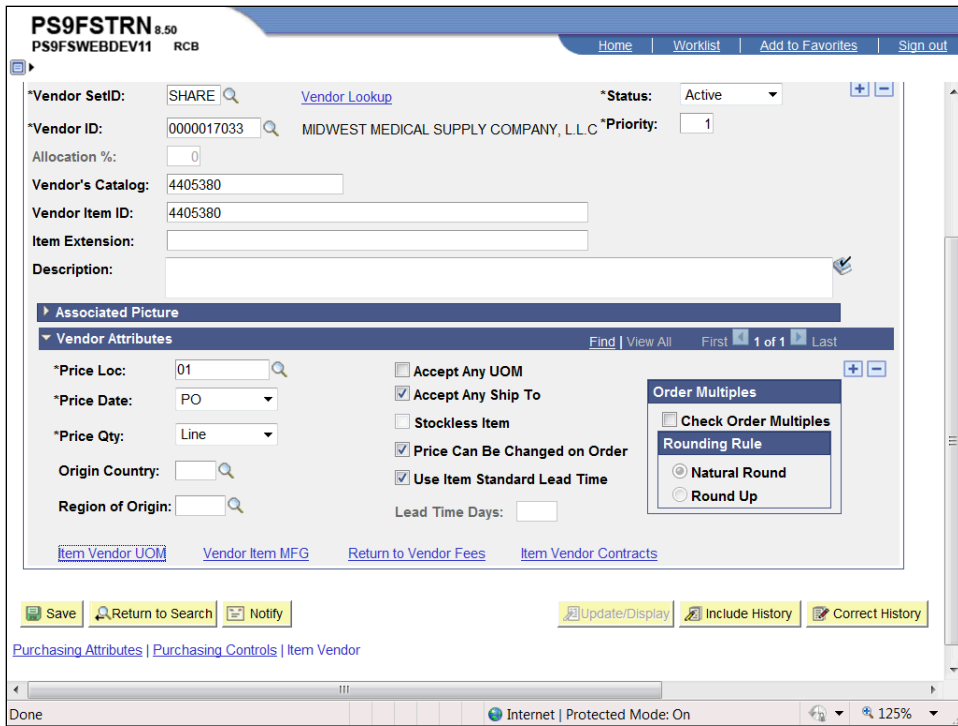 PS9FSTRN 8.50
PS9FSWEBDEV11 RCB
Home | Worklist | Add to Favorites | Sign out
*Vendor SetID: SHARE Vendor Lookup *Status: Active
*Vendor ID: 0000017033 MIDWEST MEDICAL SUPPLY COMPANY, L.L.C *Priority: 1
Allocation %: 0
Vendor's Catalog: 4405380
Vendor Item ID: 4405380
Item Extension:
Description:
Associated Picture
Vendor Attributes Find | View All First 1 of 1 Last
*Price Loc: 01 Accept Any UOM
*Price Date: PO Accept Any Ship To Order Multiples
Stockless Item Check Order Multiples
*Price Qty: Line Price Can Be Changed on Order Rounding Rule
Origin Country: Use Item Standard Lead Time Natural Round
Region of Origin: Lead Time Days: Round Up
Item Vendor UOM Vendor Item MFG Return to Vendor Fees Item Vendor Contracts
Save Return to Search Notify Update/Display Include History Correct History
Purchasing Attributes | Purchasing Controls | Item Vendor
Done Internet | Protected Mode: On 125%